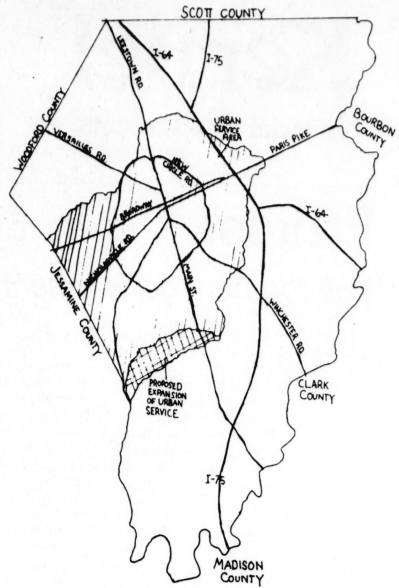 SCOTT COUNTY
I-64
I-75
LEESTOWN RD.
WOODFORD COUNTY
VERSAILLES RD.
URBAN
SERVICE
AREA
PARIS PIKE
BOURBON
COUNTY
NEW
CIRCLE RD.
BROADWAY
NICHOLASVILLE RD.
I-64
MAIN ST.
WINCHESTER RD.
JESSAMINE COUNTY
PROPOSED
EXPANSION
OF URBAN
SERVICE
CLARK
COUNTY
I-75
MADISON
COUNTY